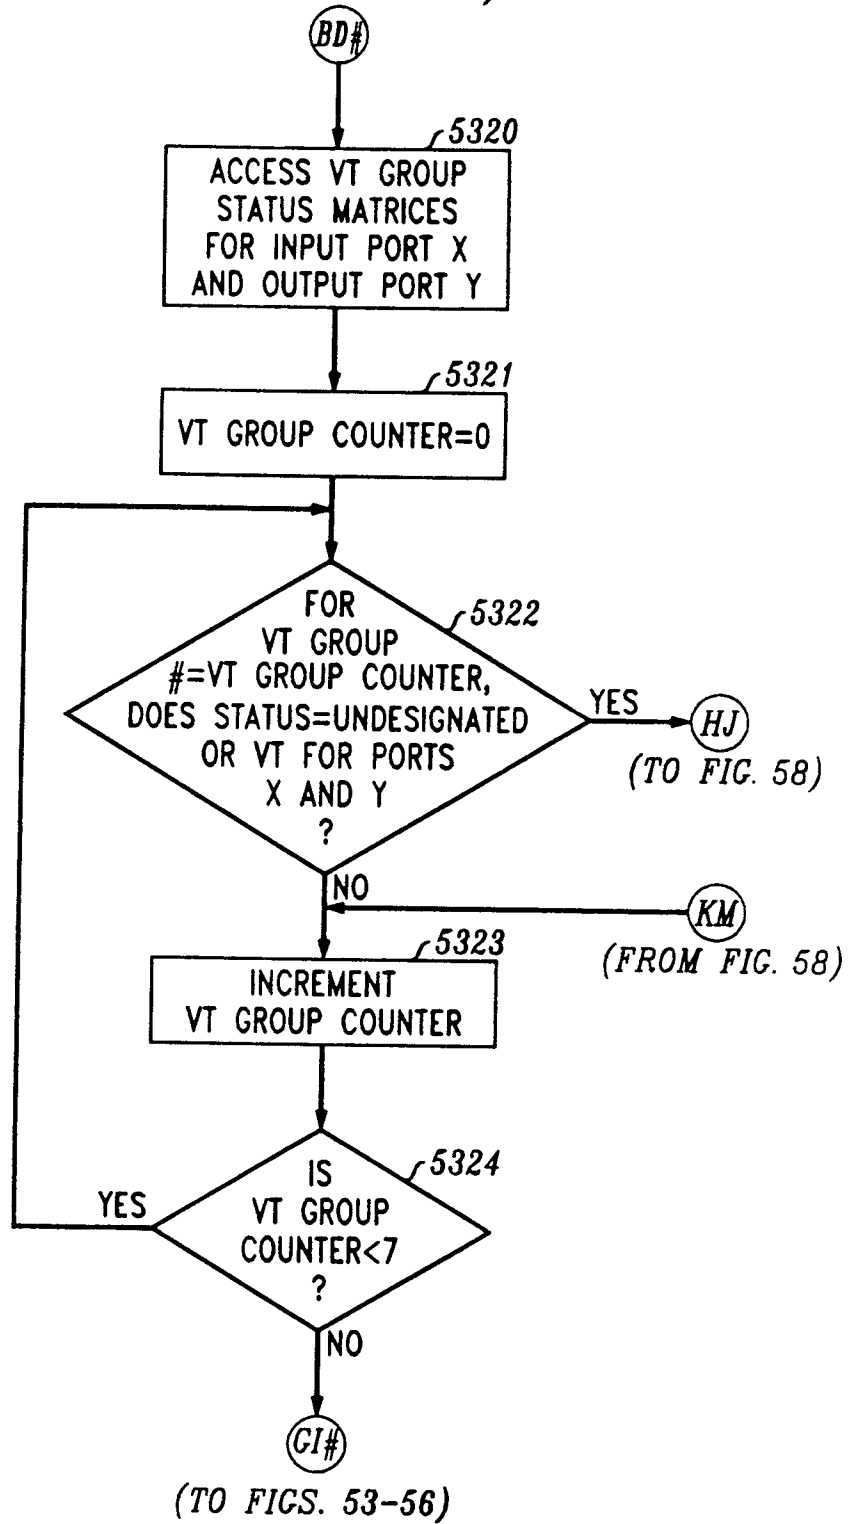 BD#
5320
ACCESS VT GROUP
STATUS MATRICES
FOR INPUT PORT X
AND OUTPUT PORT Y
5321
VT GROUP COUNTER=0
5322
FOR
VT GROUP
#=VT GROUP COUNTER,
DOES STATUS=UNDESIGNATED
OR VT FOR PORTS
X AND Y
?
YES
HJ
(TO FIG. 58)
NO
KM
(FROM FIG. 58)
5323
INCREMENT
VT GROUP COUNTER
5324
IS
VT GROUP
COUNTER<7
?
YES
NO
GI#
(TO FIGS. 53-56)